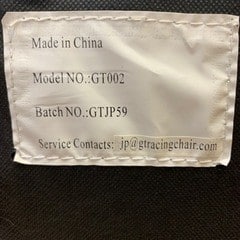 Made in China
Model NO.:GT002
Batch NO.:GTJP59
Service Contacts: jp@gtracingchair.com